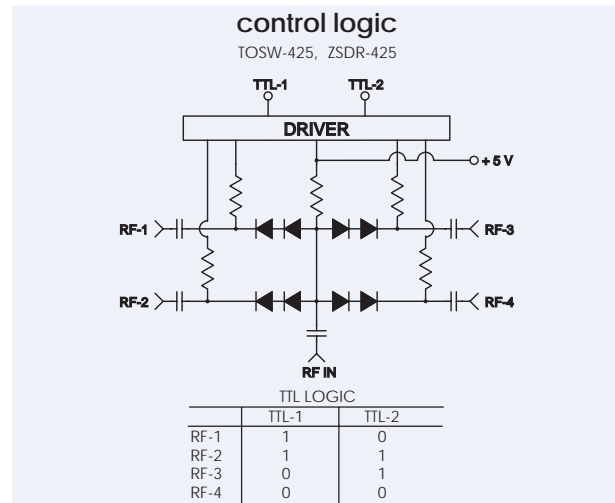 control logic
TOSW-425, ZSDR-425
TTL-1 TTL-2
DRIVER
+ 5 V
RF-1 RF-3
RF-2 RF-4
RF IN
TTL LOGIC
TTL-1 TTL-2
RF-1 1 0
RF-2 1 1
RF-3 0 1
RF-4 0 0